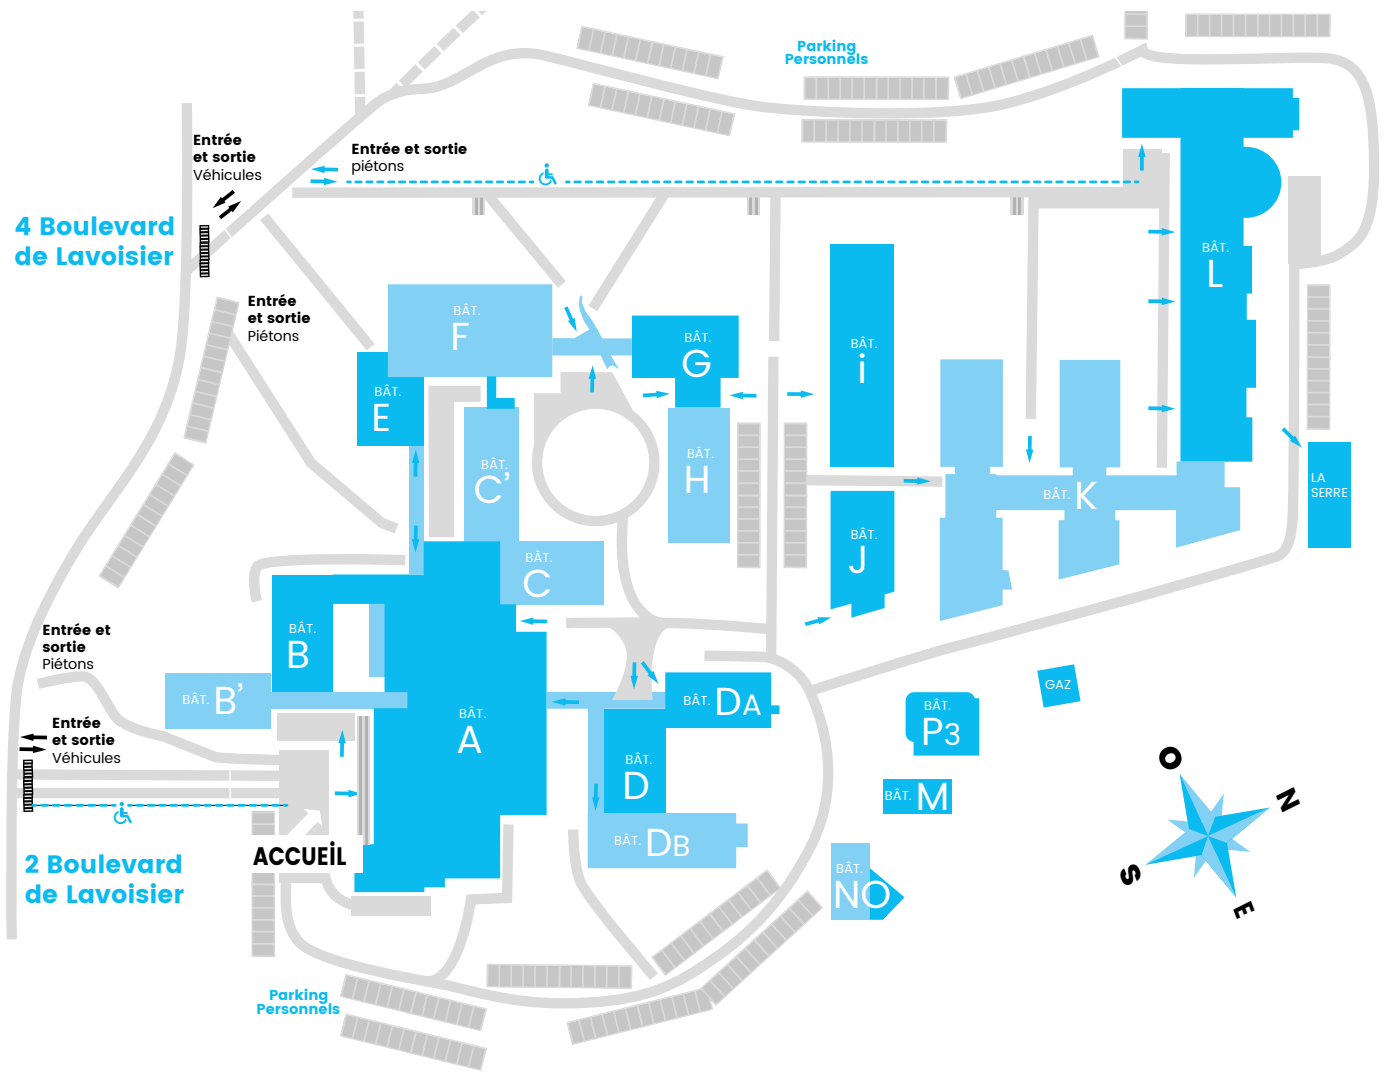 Parking
Personnels
Entrée
et sortie
Véhicules
Entrée et sortie
piétons
4 Boulevard
de Lavoisier
Entrée
et sortie
Piétons
BÂT.
L
BÂT.
F
BÂT.
G
BÂT.
i
BÂT.
E
BÂT.
C’
BÂT.
H
BÂT. K
LA
SERRE
BÂT.
J
BÂT.
C
Entrée et
sortie
Piétons
BÂT.
B
BÂT. B’
BÂT. DA
GAZ
BÂT.
P3
BÂT.
A
Entrée
et sortie
Véhicules
BÂT.
D
BÂT. M
O
N
S
E
BÂT. DB
ACCUEİL
2 Boulevard
de Lavoisier
BÂT.
NO
Parking
Personnels